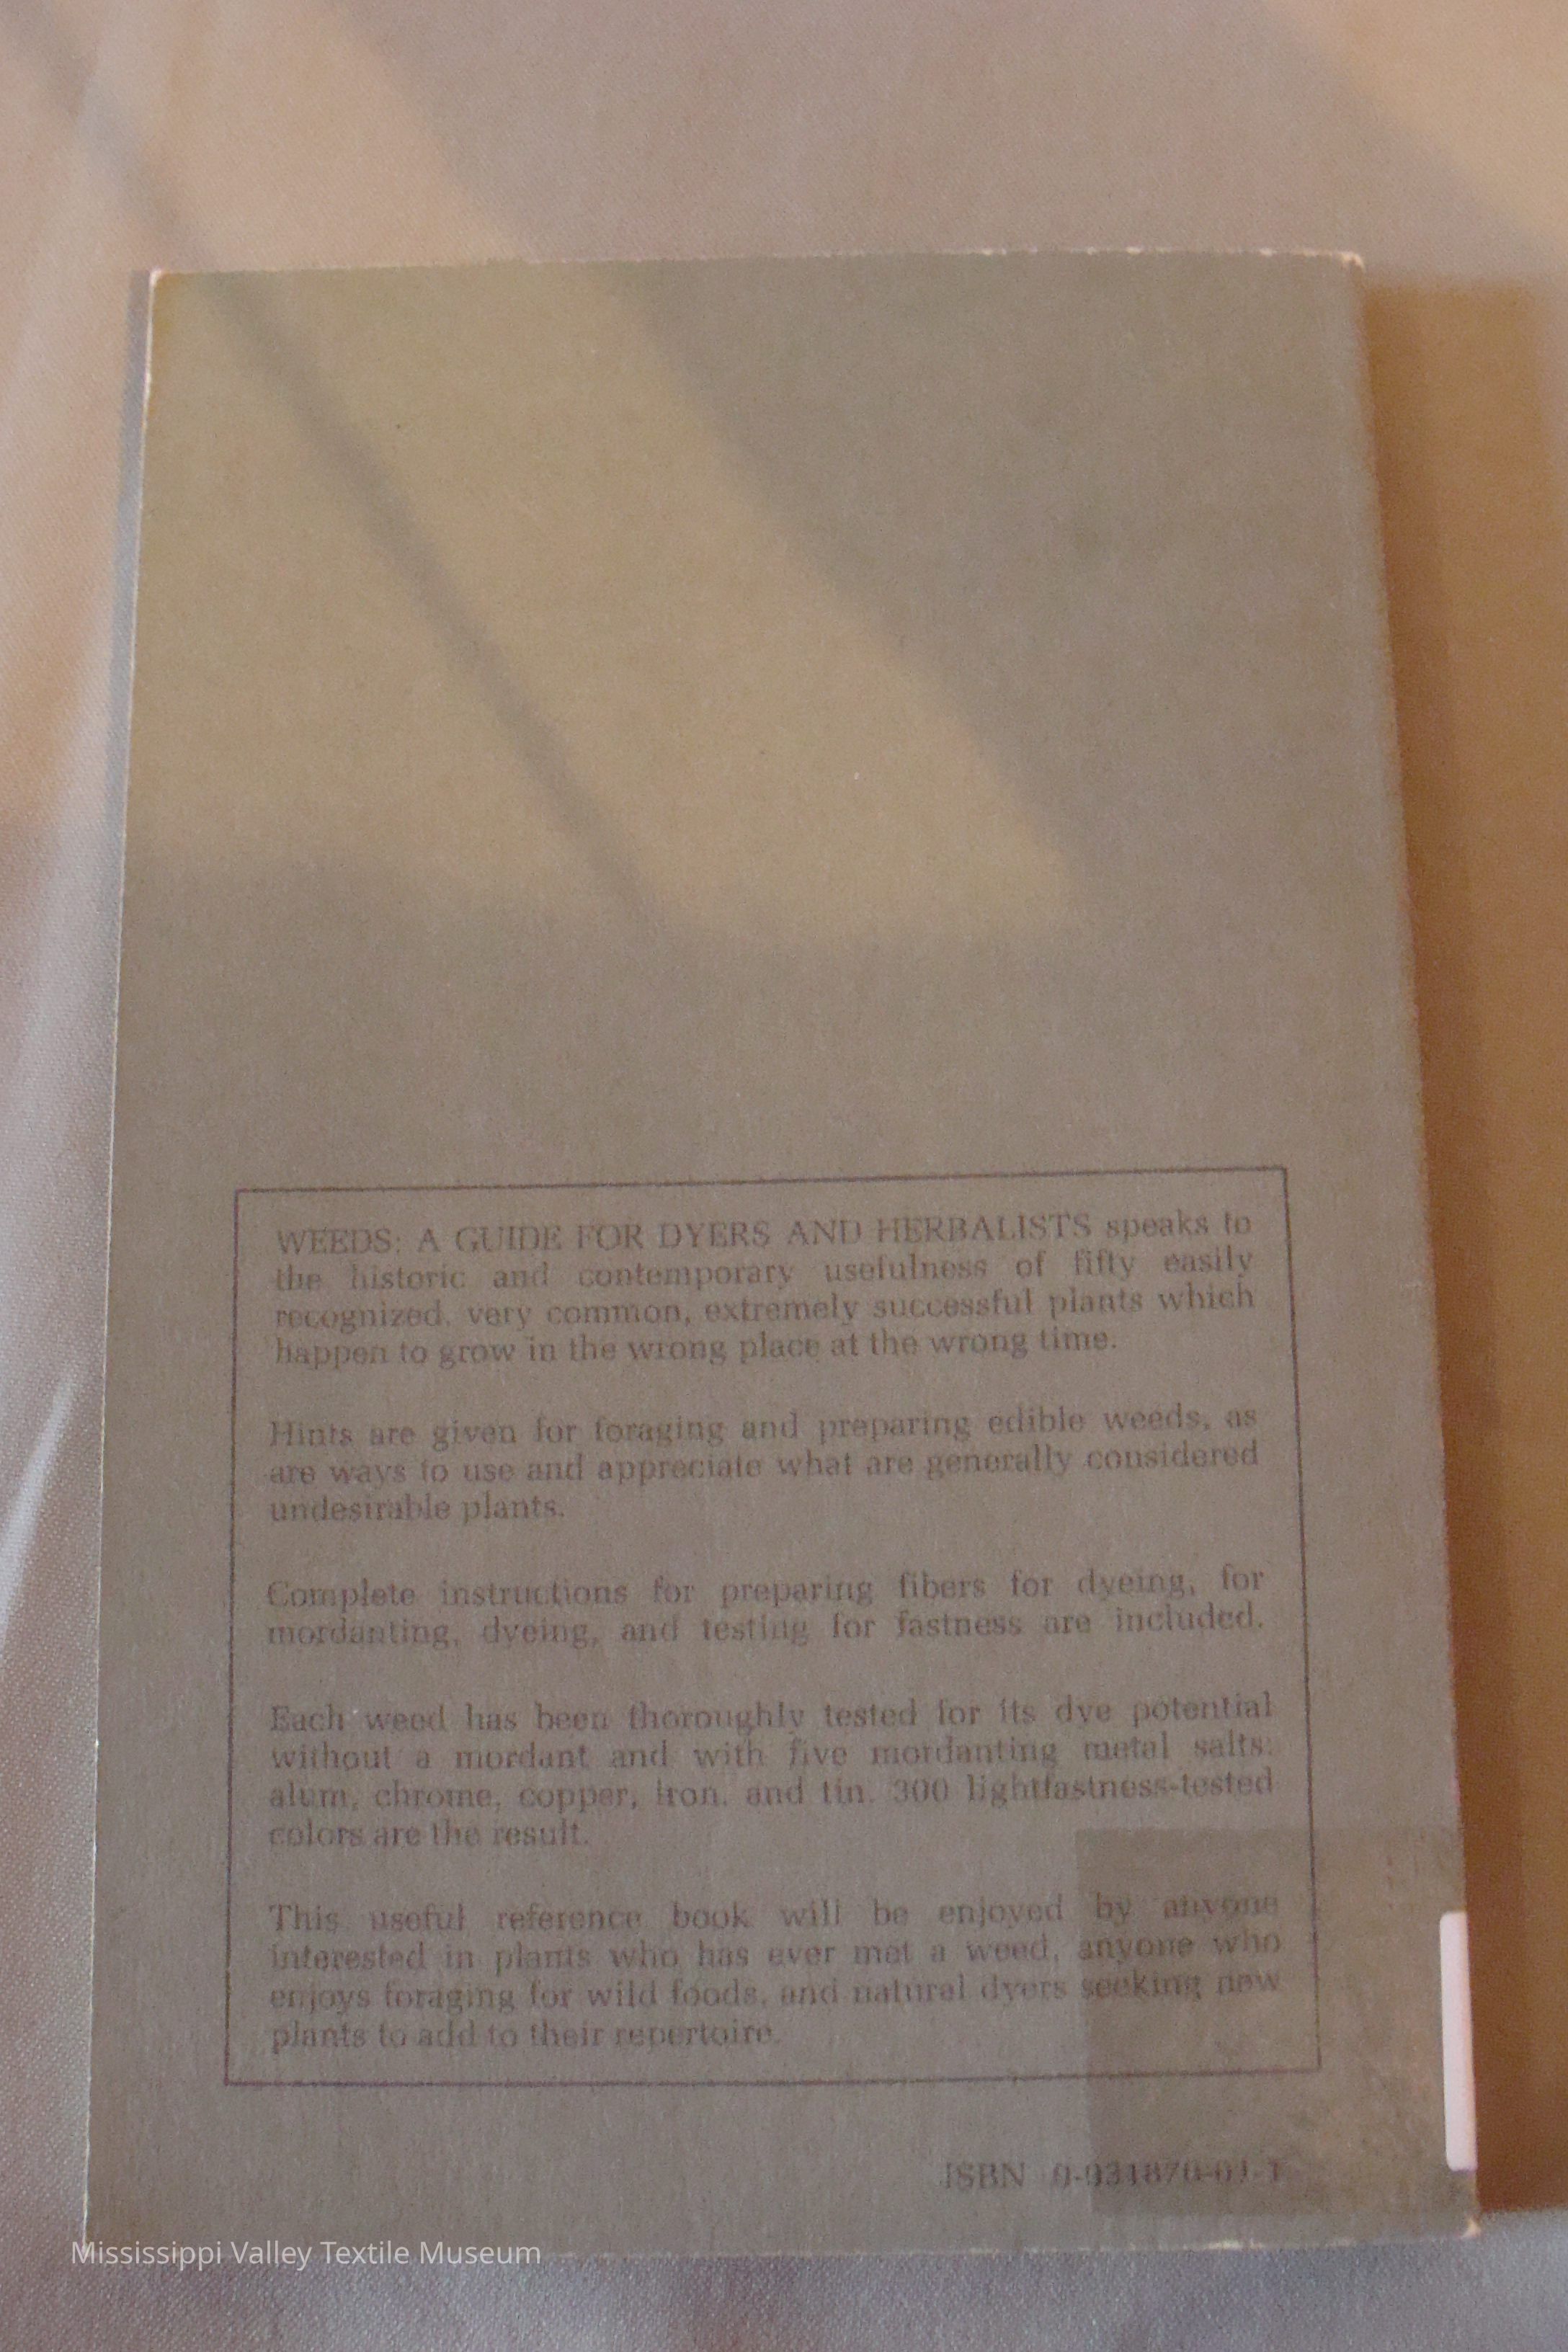 WEEDS: A GUIDE FOR DYERS AND HERBALISTS speaks to
the historic and contemporary usefulness of fifty easily
recognized, very common, extremely successful plants which
happen to grow in the wrong place at the wrong time.
Hints are given for foraging and preparing edible weeds, as
are ways to use and appreciate what are generally considered
undesirable plants.
Complete instructions for preparing fibers for dyeing, for
mordanting, dyeing, and testing for fastness are included.
Each weed has been thoroughly tested for its dye potential
without a mordant and with five mordanting metal salts:
alum, chrome, copper, iron, and tin. 300 lightfastness-tested
colors are the result.
This useful reference book will be enjoyed by anyone
interested in plants who has ever met a weed, anyone who
enjoys foraging for wild foods, and natural dyers seeking new
plants to add to their repertoire.
ISBN 0-931870-01-1
Mississippi Valley Textile Museum